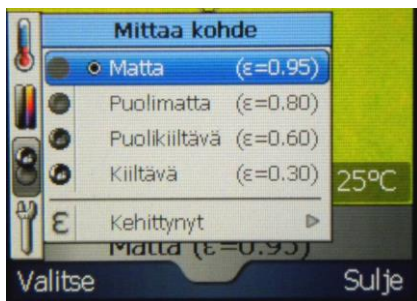 Mittaa kohde
Matta (ε=0.95)
Puolimatta (ε=0.80)
Puolikiiltävä (ε=0.60)
Kiiltävä (ε=0.30)
25°C
ε Kehittynyt
Matta (ε=0.95)
Valitse Sulje